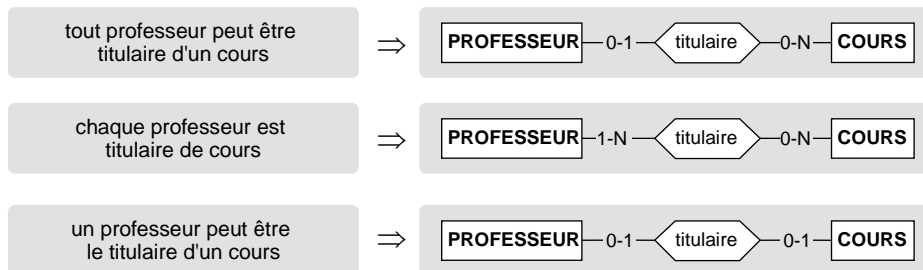 tout professeur peut être
titulaire d'un cours
⇒
PROFESSEUR 0-1 titulaire 0-N COURS
chaque professeur est
titulaire de cours
⇒
PROFESSEUR 1-N titulaire 0-N COURS
un professeur peut être
le titulaire d'un cours
⇒
PROFESSEUR 0-1 titulaire 0-1 COURS